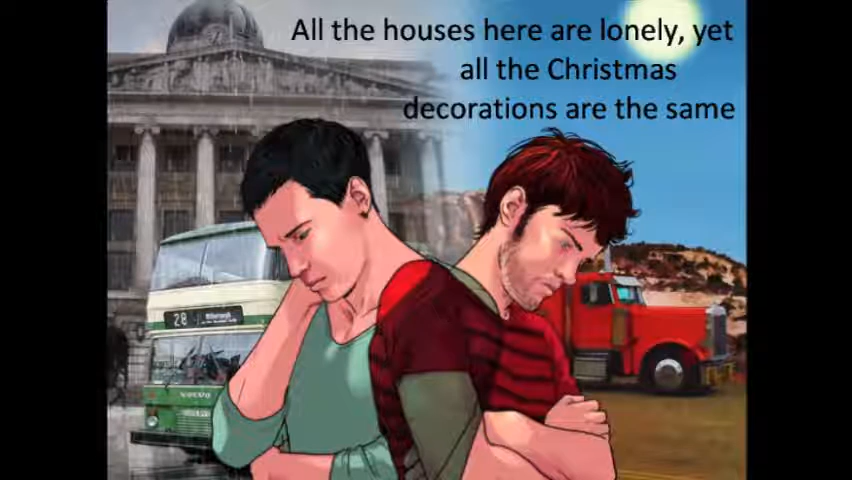 All the houses here are lonely, yet
all the Christmas
decorations are the same
28
VOLVO